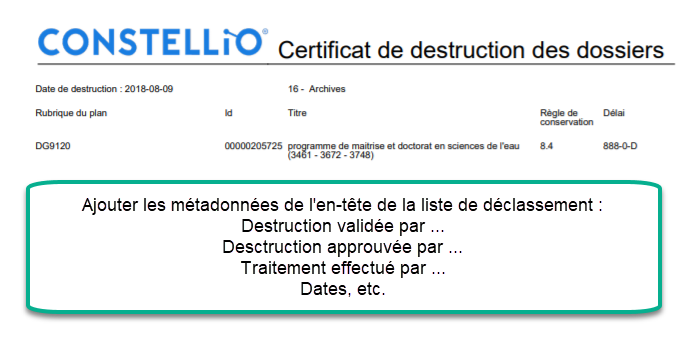 CONSTELLiO® Certificat de destruction des dossiers
Date de destruction : 2018-08-09 16 - Archives
Rubrique du plan Id Titre Règle de conservation Délai
DG9120 00000205725 programme de maitrise et doctorat en sciences de l'eau 8.4 888-0-D
(3461 - 3672 - 3748)
Ajouter les métadonnées de l'en-tête de la liste de déclassement :
Destruction validée par ...
Desctruction approuvée par ...
Traitement effectué par ...
Dates, etc.